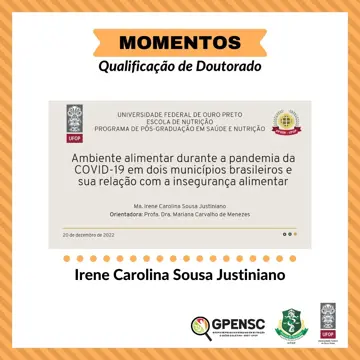 MOMENTOS
Qualificação de Doutorado
UNIVERSIDADE FEDERAL DE OURO PRETO
ESCOLA DE NUTRIÇÃO
PROGRAMA DE PÓS-GRADUAÇÃO EM SAÚDE E NUTRIÇÃO
UFOP
Ambiente alimentar durante a pandemia da
COVID-19 em dois municípios brasileiros e
sua relação com a insegurança alimentar
Ma. Irene Carolina Sousa Justiniano
Orientadora: Profa. Dra. Mariana Carvalho de Menezes
20 de dezembro de 2022
Irene Carolina Sousa Justiniano
GPENSC
UFOP